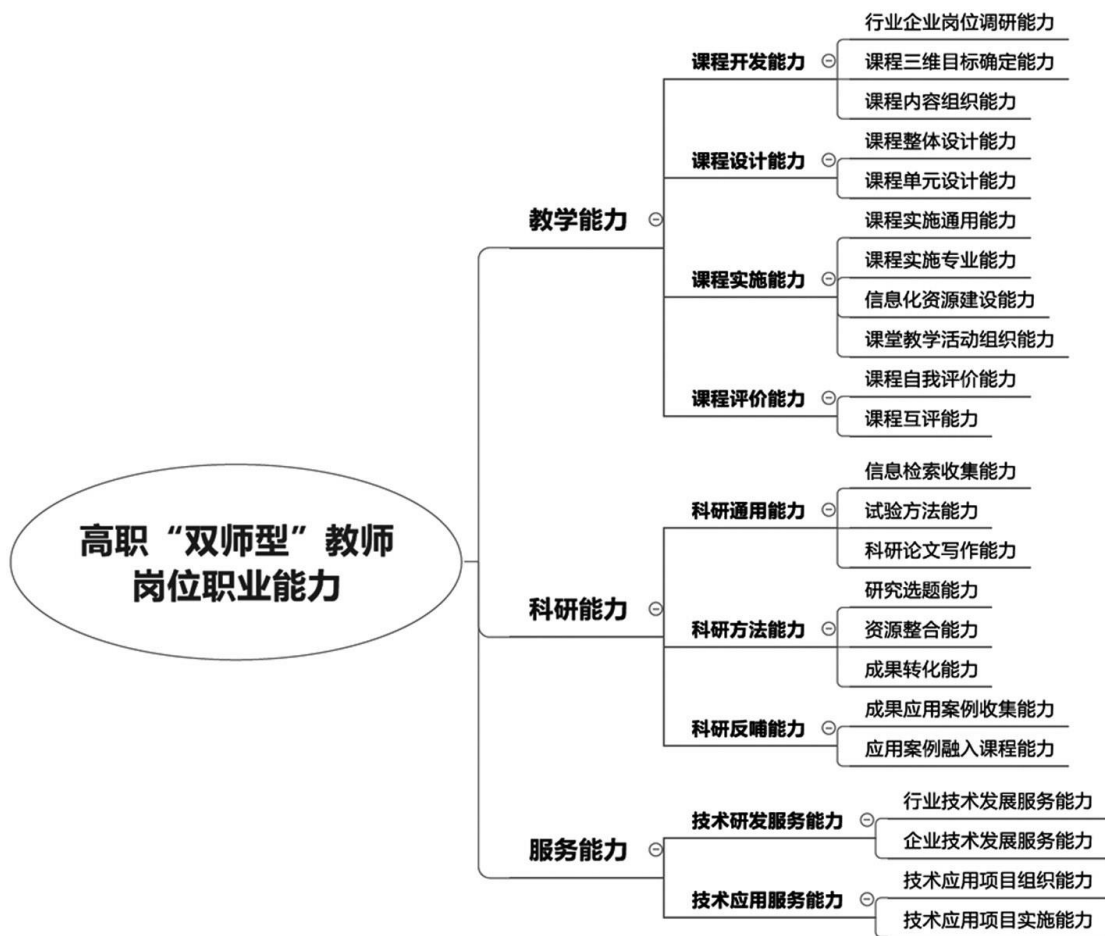 高职“双师型”教师
岗位职业能力
教学能力
课程开发能力
行业企业岗位调研能力
课程三维目标确定能力
课程内容组织能力
课程设计能力
课程整体设计能力
课程单元设计能力
课程实施能力
课程实施通用能力
课程实施专业能力
信息化资源建设能力
课堂教学活动组织能力
课程评价能力
课程自我评价能力
课程互评能力
科研能力
科研通用能力
信息检索收集能力
试验方法能力
科研论文写作能力
科研方法能力
研究选题能力
资源整合能力
成果转化能力
科研反哺能力
成果应用案例收集能力
应用案例融入课程能力
服务能力
技术研发服务能力
行业技术发展服务能力
企业技术发展服务能力
技术应用服务能力
技术应用项目组织能力
技术应用项目实施能力